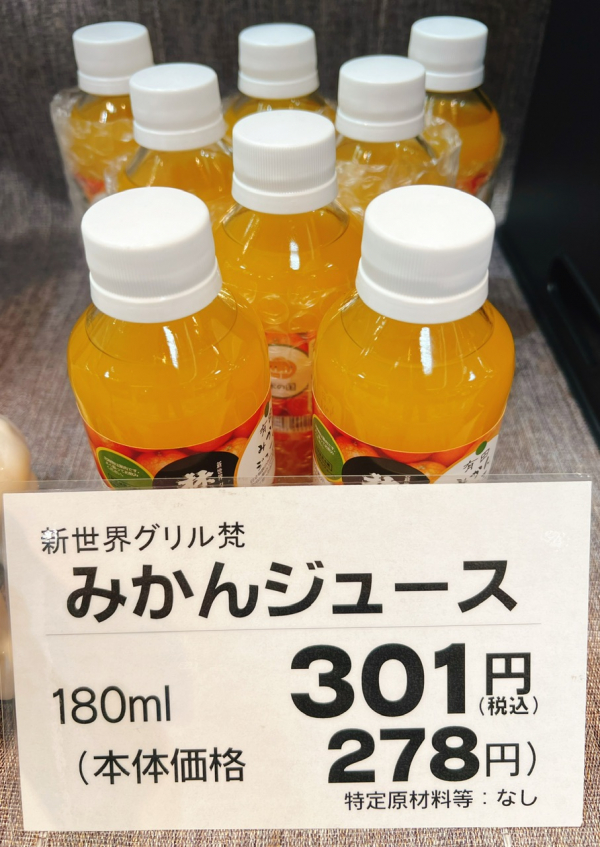 新世界グリル梵
みかんジュース
180ml
301円
(税込)
(本体価格 278円)
特定原材料等：なし